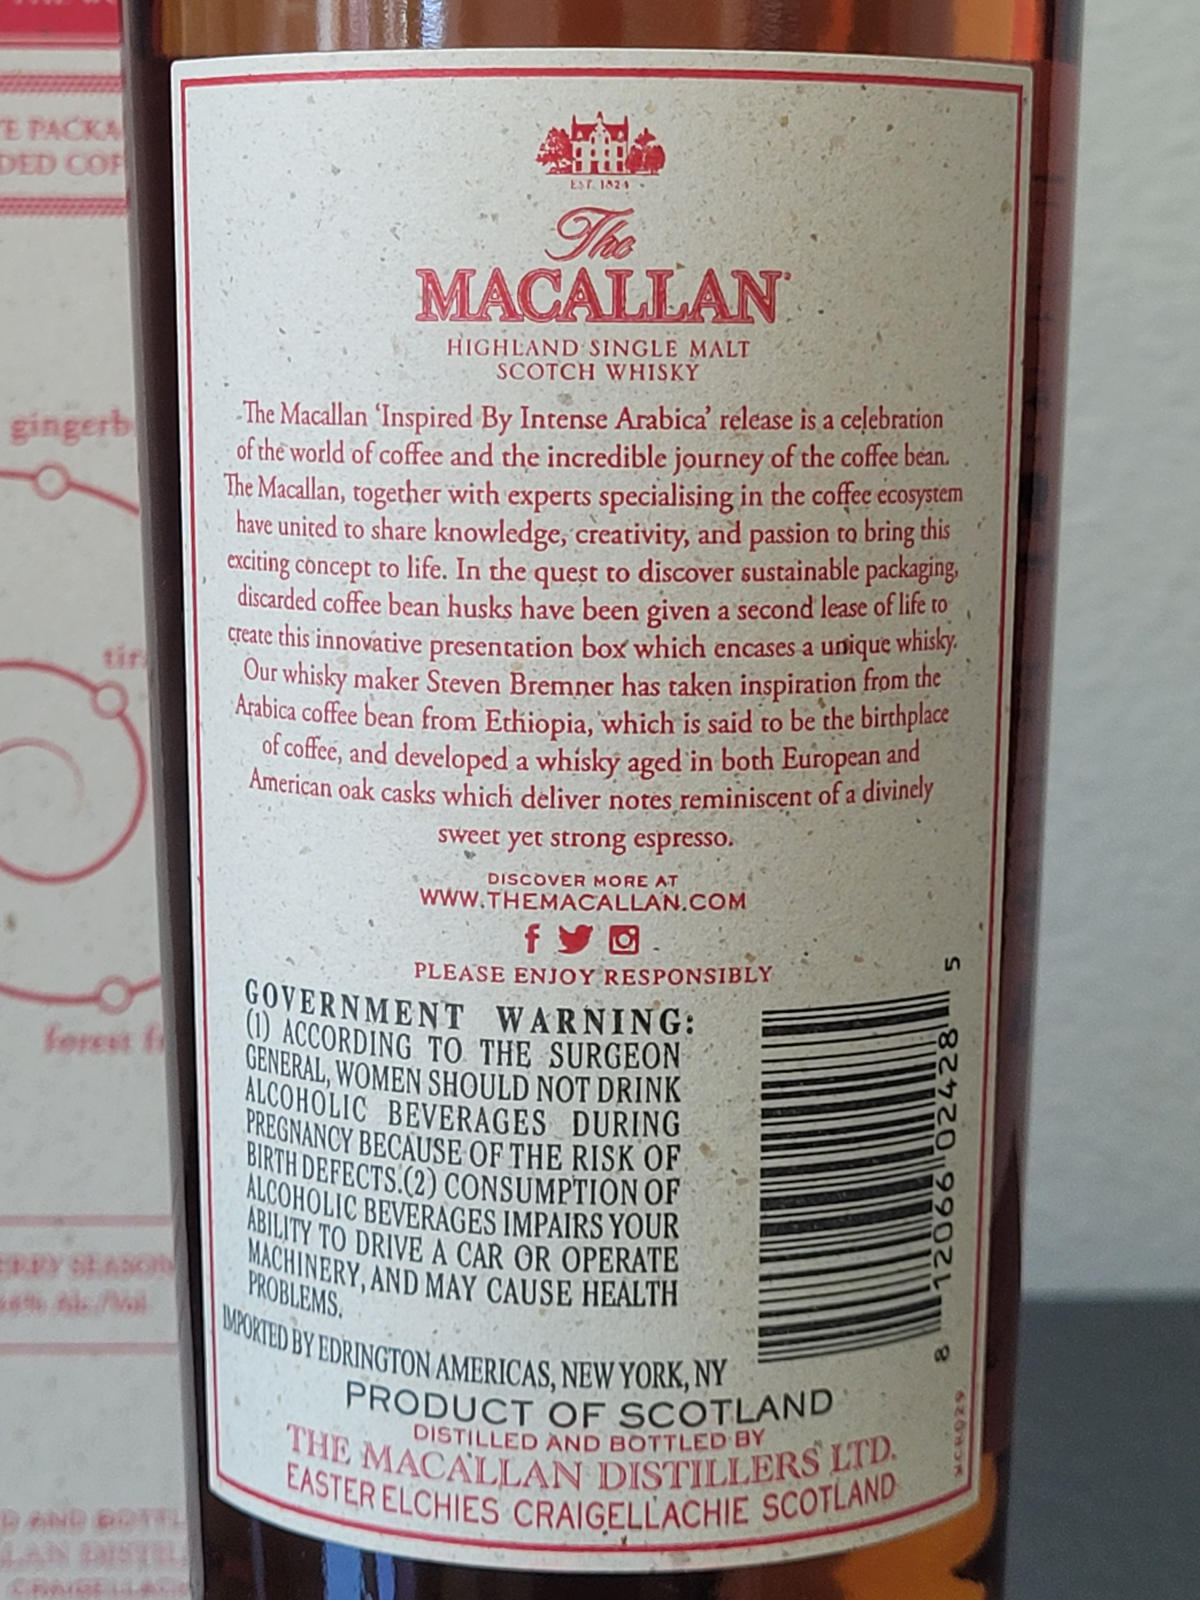 EST. 1824
The
MACALLAN
HIGHLAND SINGLE MALT
SCOTCH WHISKY
The Macallan ‘Inspired By Intense Arabica’ release is a celebration
of the world of coffee and the incredible journey of the coffee bean.
The Macallan, together with experts specialising in the coffee ecosystem
have united to share knowledge, creativity, and passion to bring this
exciting concept to life. In the quest to discover sustainable packaging,
discarded coffee bean husks have been given a second lease of life to
create this innovative presentation box which encases a unique whisky.
Our whisky maker Steven Bremner has taken inspiration from the
Arabica coffee bean from Ethiopia, which is said to be the birthplace
of coffee, and developed a whisky aged in both European and
American oak casks which deliver notes reminiscent of a divinely
sweet yet strong espresso.
DISCOVER MORE AT
WWW.THEMACALLAN.COM
PLEASE ENJOY RESPONSIBLY
GOVERNMENT WARNING:
(1) ACCORDING TO THE SURGEON
GENERAL, WOMEN SHOULD NOT DRINK
ALCOHOLIC BEVERAGES DURING
PREGNANCY BECAUSE OF THE RISK OF
BIRTH DEFECTS.(2) CONSUMPTION OF
ALCOHOLIC BEVERAGES IMPAIRS YOUR
ABILITY TO DRIVE A CAR OR OPERATE
MACHINERY, AND MAY CAUSE HEALTH
PROBLEMS.
8 12066 02428 5
IMPORTED BY EDRINGTON AMERICAS, NEW YORK, NY
PRODUCT OF SCOTLAND
DISTILLED AND BOTTLED BY
THE MACALLAN DISTILLERS LTD.
EASTER ELCHIES CRAIGELLACHIE SCOTLAND
E PACKA
DED COF
gingerb
tir
forest f